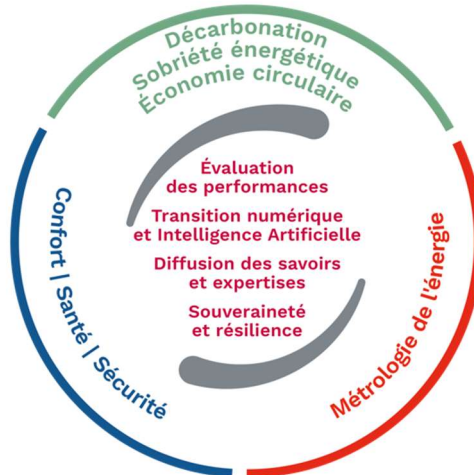 Décarbonation
Sobriété énergétique
Économie circulaire
Évaluation
des performances
Transition numérique
et Intelligence Artificielle
Diffusion des savoirs
et expertises
Souveraineté
et résilience
Confort | Santé | Sécurité
Métrologie de l'énergie